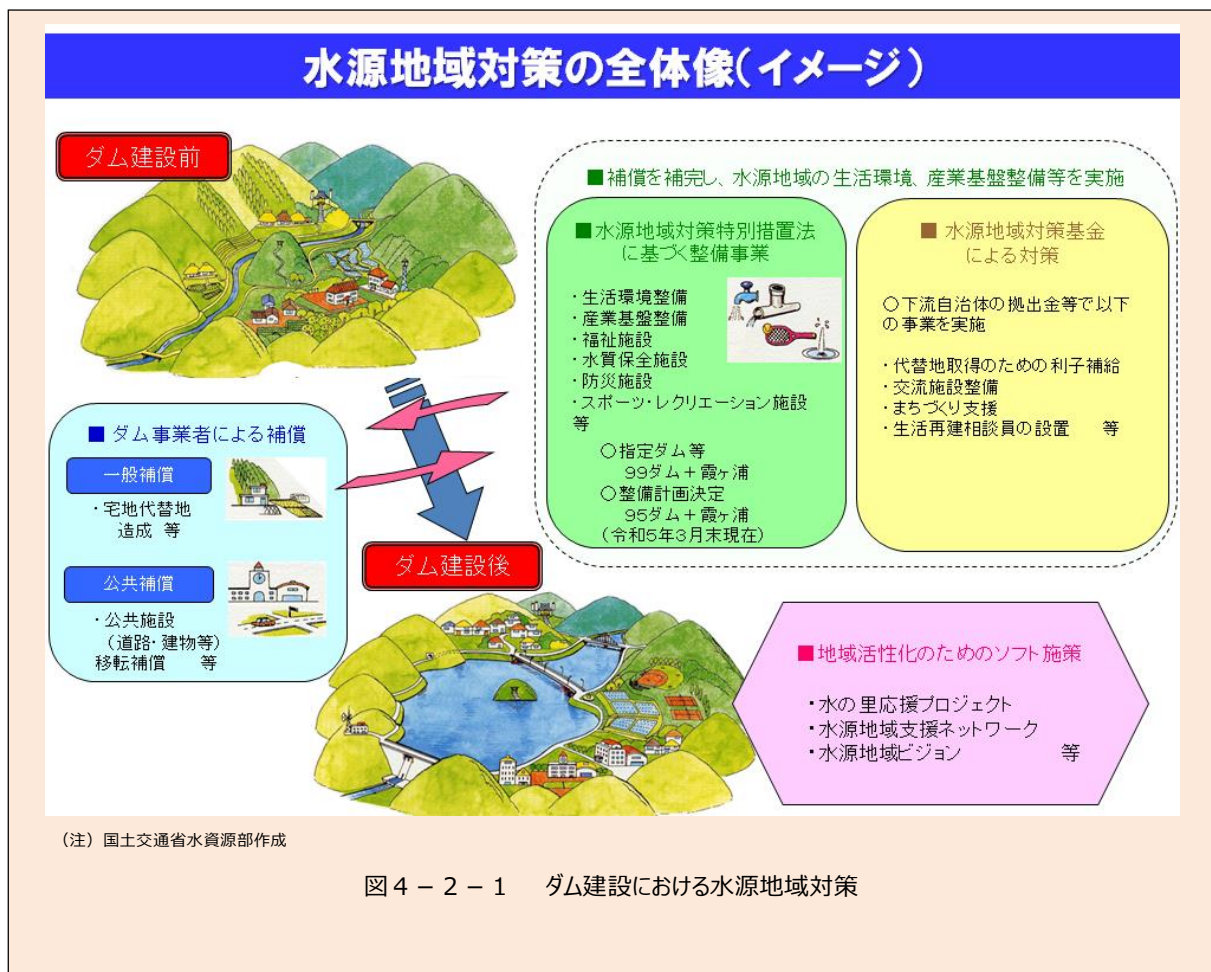 水源地域対策の全体像(イメージ)
ダム建設前
■補償を補完し、水源地域の生活環境、産業基盤整備等を実施
■水源地域対策特別措置法
に基づく整備事業
・生活環境整備
・産業基盤整備
・福祉施設
・水質保全施設
・防災施設
・スポーツ・レクリエーション施設
等
○指定ダム等
99ダム+霞ヶ浦
○整備計画決定
95ダム+霞ヶ浦
(令和5年3月末現在)
■ 水源地域対策基金
による対策
○下流自治体の拠出金等で以下
の事業を実施
・代替地取得のための利子補給
・交流施設整備
・まちづくり支援
・生活再建相談員の設置 等
■ ダム事業者による補償
一般補償
・宅地代替地
造成 等
公共補償
・公共施設
(道路・建物等)
移転補償 等
ダム建設後
■地域活性化のためのソフト施策
・水の里応援プロジェクト
・水源地域支援ネットワーク
・水源地域ビジョン 等
(注)国土交通省水資源部作成
図4-2-1 ダム建設における水源地域対策